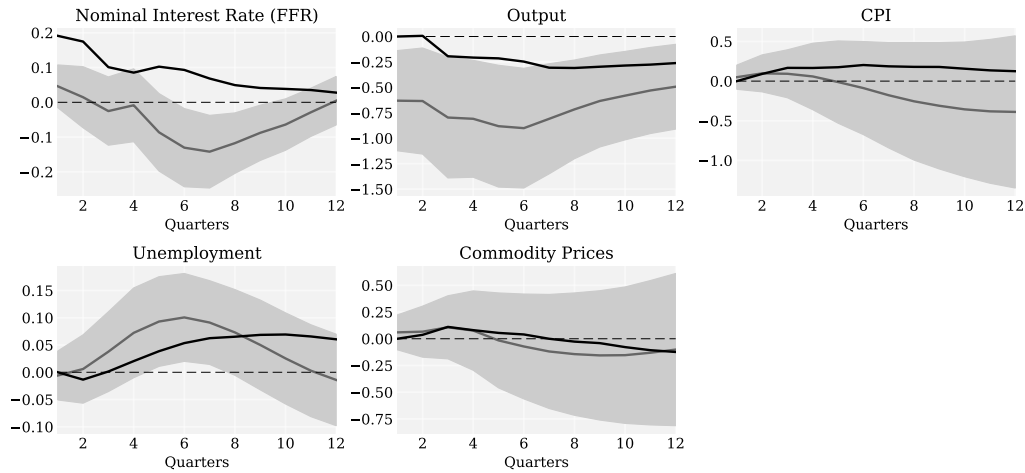 Nominal Interest Rate (FFR)
0.2
0.1
0.0
−0.1
−0.2
2 4 6 8 10 12
Quarters
Output
0.00
−0.25
−0.50
−0.75
−1.00
−1.25
−1.50
2 4 6 8 10 12
Quarters
CPI
0.5
0.0
−0.5
−1.0
2 4 6 8 10 12
Quarters
Unemployment
0.15
0.10
0.05
0.00
−0.05
−0.10
2 4 6 8 10 12
Quarters
Commodity Prices
0.50
0.25
0.00
−0.25
−0.50
−0.75
2 4 6 8 10 12
Quarters